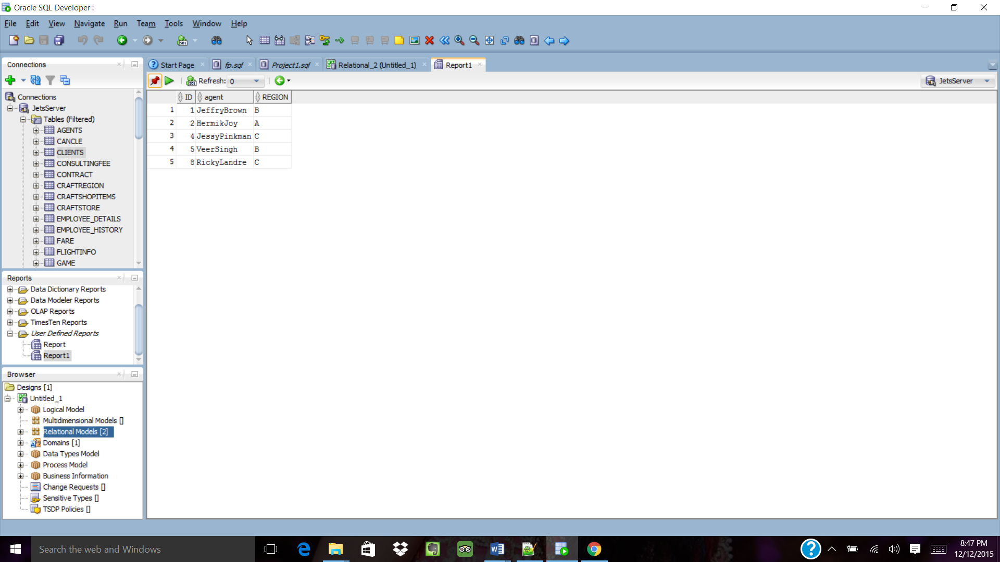 Oracle SQL Developer :
File Edit View Navigate Run Team Tools Window Help
Connections
Start Page fp.sql Project1.sql Relational_2 (Untitled_1) Report1
Refresh: 0 JetsServer
Connections
JetsServer
Tables (Filtered)
AGENTS
CANCLE
CLIENTS
CONSULTINGFEE
CONTRACT
CRAFTREGION
CRAFTSHOPITEMS
CRAFTSTORE
EMPLOYEE_DETAILS
EMPLOYEE_HISTORY
FARE
FLIGHTINFO
GAME
ID agent REGION
1 1 JeffryBrown B
2 2 HermikJoy A
3 4 JessyPinkman C
4 5 VeerSingh B
5 8 RickyLandre C
Reports
Data Dictionary Reports
Data Modeler Reports
OLAP Reports
TimesTen Reports
User Defined Reports
Report
Report1
Browser
Designs [1]
Untitled_1
Logical Model
Multidimensional Models []
Relational Models [2]
Domains [1]
Data Types Model
Process Model
Business Information
Change Requests []
Sensitive Types []
TSDP Policies []
Search the web and Windows
8:47 PM
12/12/2015